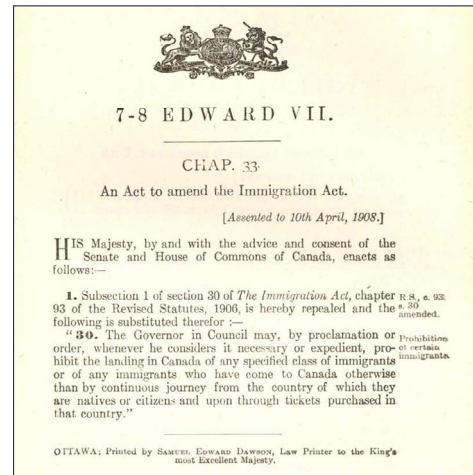 7-8 EDWARD VII.
CHAP. 33.
An Act to amend the Immigration Act.
[Assented to 10th April, 1908.]
HIS Majesty, by and with the advice and consent of the
Senate and House of Commons of Canada, enacts as
follows:—
1. Subsection 1 of section 30 of The Immigration Act, chapter
93 of the Revised Statutes, 1906, is hereby repealed and the
following is substituted therefor :—
R.S., c. 93,
s. 30
amended.
"30. The Governor in Council may, by proclamation or
order, whenever he considers it necessary or expedient, pro-
hibit the landing in Canada of any specified class of immigrants
or of any immigrants who have come to Canada otherwise
than by continuous journey from the country of which they
are natives or citizens and upon through tickets purchased in
that country."
Prohibition
of certain
immigrants.
OTTAWA; Printed by SAMUEL EDWARD DAWSON, Law Printer to the King's
most Excellent Majesty.